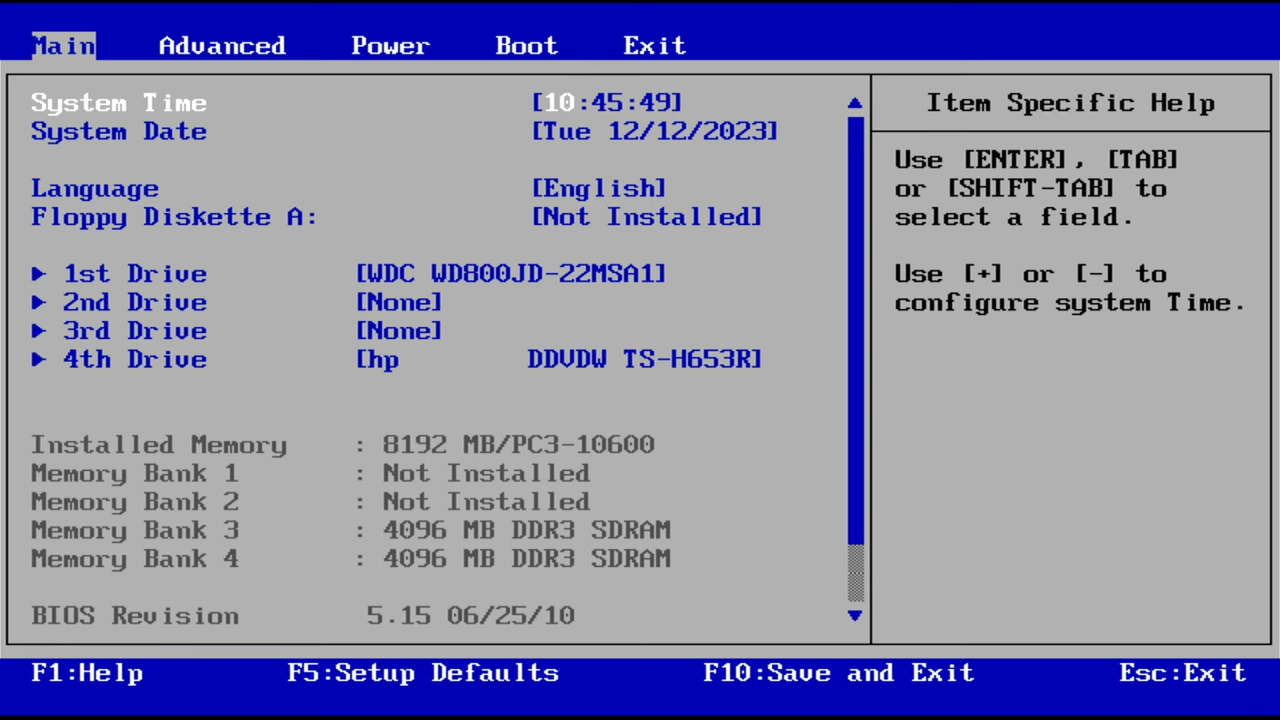 Main Advanced Power Boot Exit
System Time [10:45:49]
System Date [Tue 12/12/2023]
Language [English]
Floppy Diskette A: [Not Installed]
1st Drive [WDC WD800JD-22MSA1]
2nd Drive [None]
3rd Drive [None]
4th Drive [hp DDVDW TS-H653R]
Installed Memory : 8192 MB/PC3-10600
Memory Bank 1 : Not Installed
Memory Bank 2 : Not Installed
Memory Bank 3 : 4096 MB DDR3 SDRAM
Memory Bank 4 : 4096 MB DDR3 SDRAM
BIOS Revision 5.15 06/25/10
Item Specific Help
Use [ENTER], [TAB]
or [SHIFT-TAB] to
select a field.
Use [+] or [-] to
configure system Time.
F1:Help F5:Setup Defaults F10:Save and Exit Esc:Exit